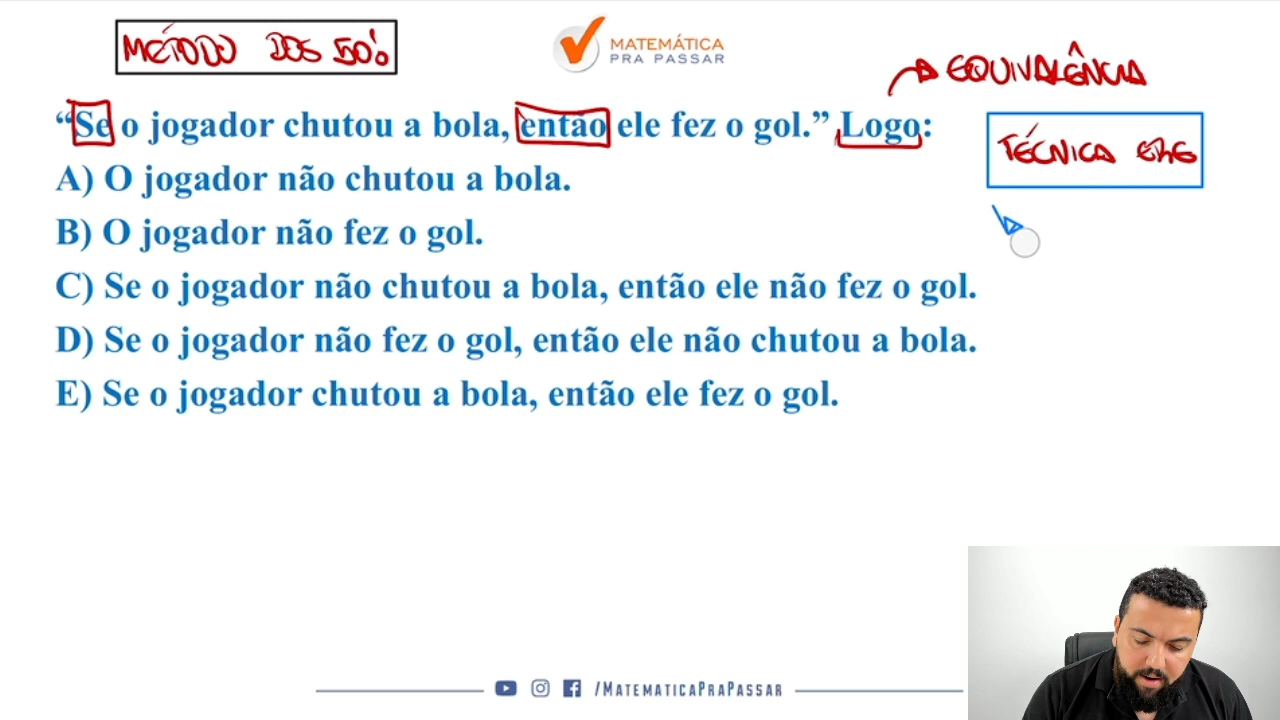 MÉTODO DOS 50%
MATEMÁTICA
PRA PASSAR
EQUIVALÊNCIA
“Se o jogador chutou a bola, então ele fez o gol.” Logo:
TÉCNICA
A) O jogador não chutou a bola.
B) O jogador não fez o gol.
C) Se o jogador não chutou a bola, então ele não fez o gol.
D) Se o jogador não fez o gol, então ele não chutou a bola.
E) Se o jogador chutou a bola, então ele fez o gol.
/MATEMATICAPRAPASSAR